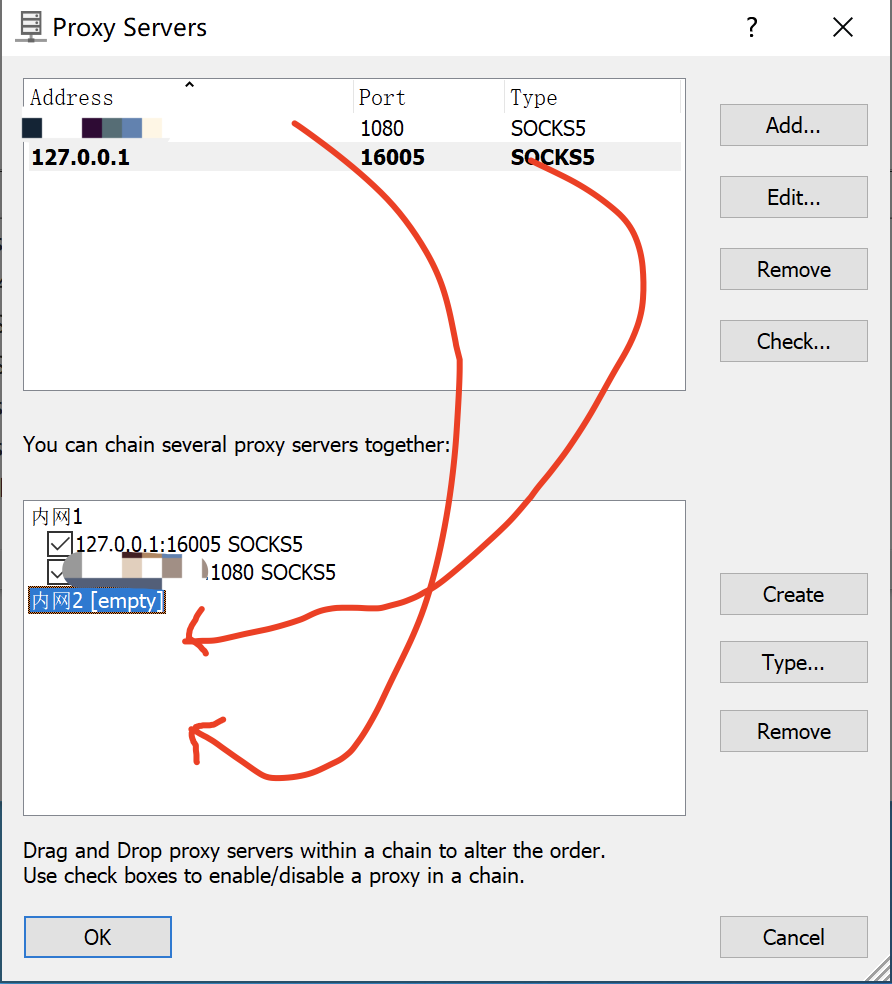 Proxy Servers ?
Address Port Type
1080 SOCKS5
127.0.0.1 16005 SOCKS5
Add...
Edit...
Remove
Check...
You can chain several proxy servers together:
内网1
127.0.0.1:16005 SOCKS5
.1080 SOCKS5
内网2 [empty]
Create
Type...
Remove
Drag and Drop proxy servers within a chain to alter the order.
Use check boxes to enable/disable a proxy in a chain.
OK
Cancel